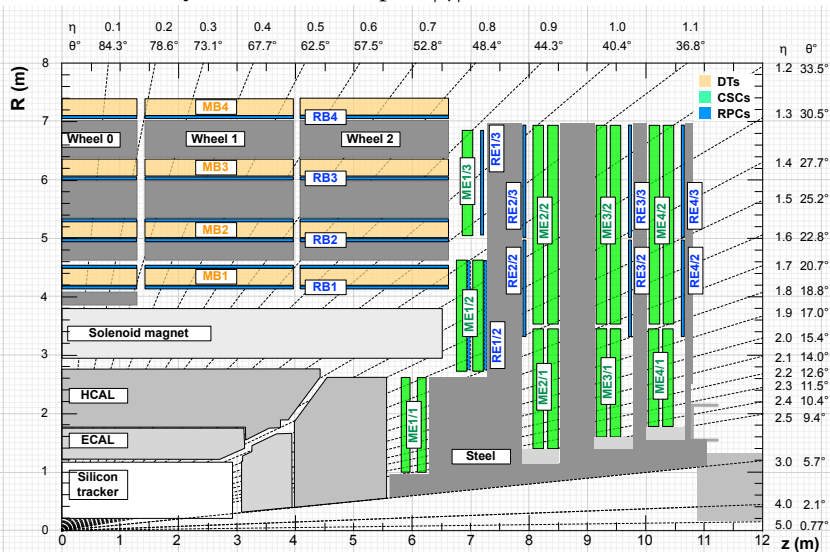 η 0.1 0.2 0.3 0.4 0.5 0.6 0.7 0.8 0.9 1.0 1.1
θ° 84.3° 78.6° 73.1° 67.7° 62.5° 57.5° 52.8° 48.4° 44.3° 40.4° 36.8° η θ°
R (m)
8
7
6
5
4
3
2
1
0
1.2 33.5°
1.3 30.5°
1.4 27.7°
1.5 25.2°
1.6 22.8°
1.7 20.7°
1.8 18.8°
1.9 17.0°
2.0 15.4°
2.1 14.0°
2.2 12.6°
2.3 11.5°
2.4 10.4°
2.5 9.4°
3.0 5.7°
4.0 2.1°
5.0 0.77°
DTs
CSCs
RPCs
MB4
RB4
Wheel 0 Wheel 1 Wheel 2
MB3
RB3
MB2
RB2
MB1
RB1
Solenoid magnet
HCAL
ECAL
Silicon
tracker
Steel
ME1/3
RE1/3
ME1/2
RE1/2
ME1/1
RE2/3
RE2/2
ME2/2
ME2/1
ME3/2
ME3/1
RE3/3
RE3/2
ME4/2
ME4/1
RE4/3
RE4/2
0 1 2 3 4 5 6 7 8 9 10 11 12
z (m)